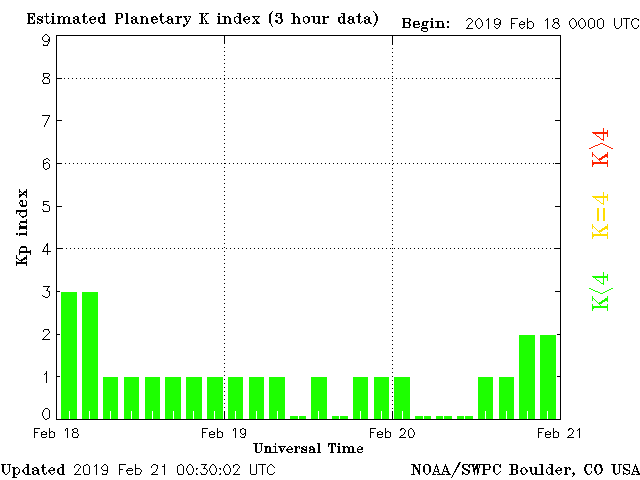 Estimated Planetary K index (3 hour data) Begin: 2019 Feb 18 0000 UTC
9
8
7
6
5
4
3
2
1
0
Kp index
K>4
K=4
K<4
Feb 18 Feb 19 Feb 20 Feb 21
Universal Time
Updated 2019 Feb 21 00:30:02 UTC NOAA/SWPC Boulder, CO USA